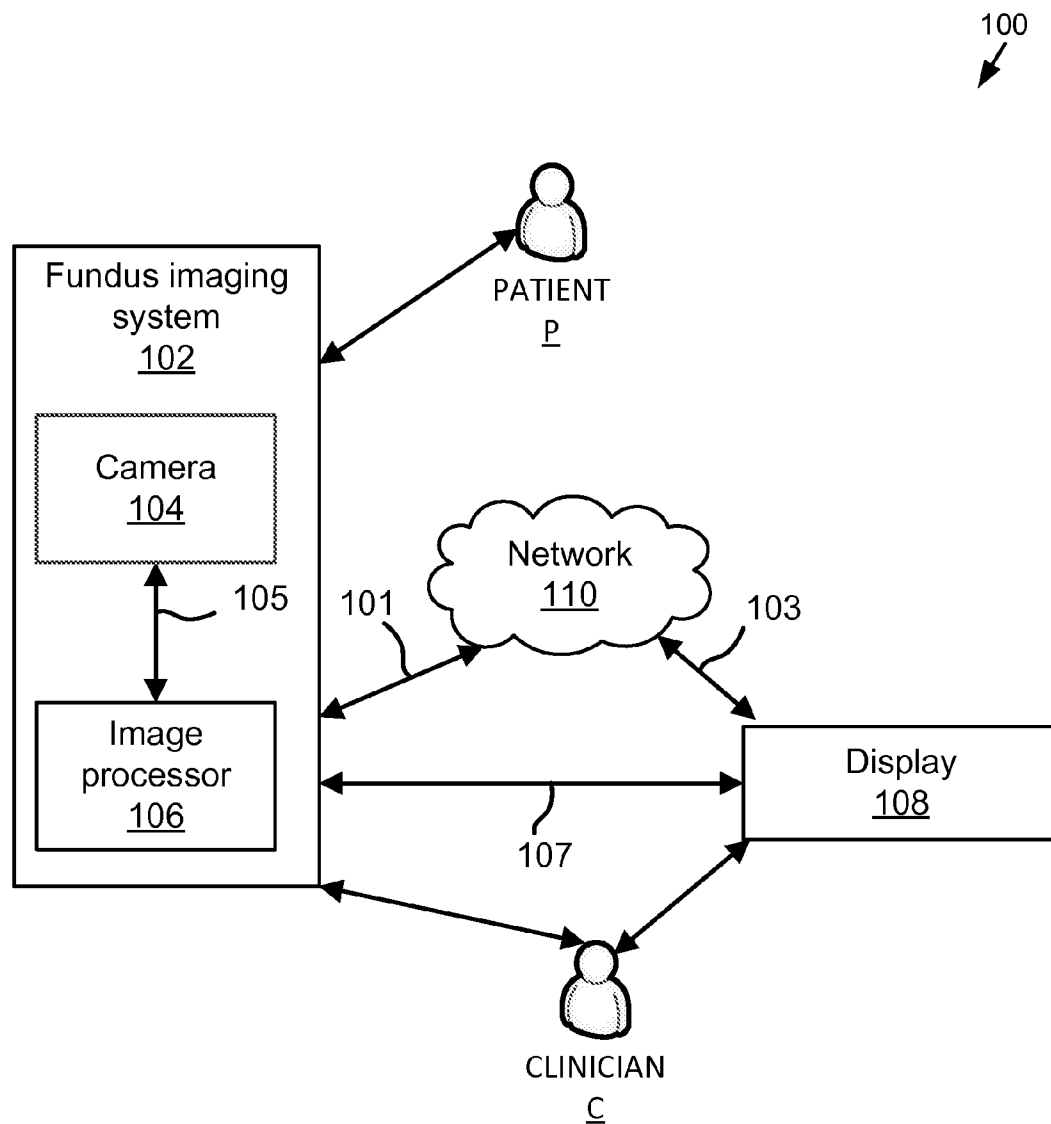 100
PATIENT
P
Fundus imaging
system
102
Camera
104
105
Network
110
101
103
Image
processor
106
Display
108
107
CLINICIAN
C